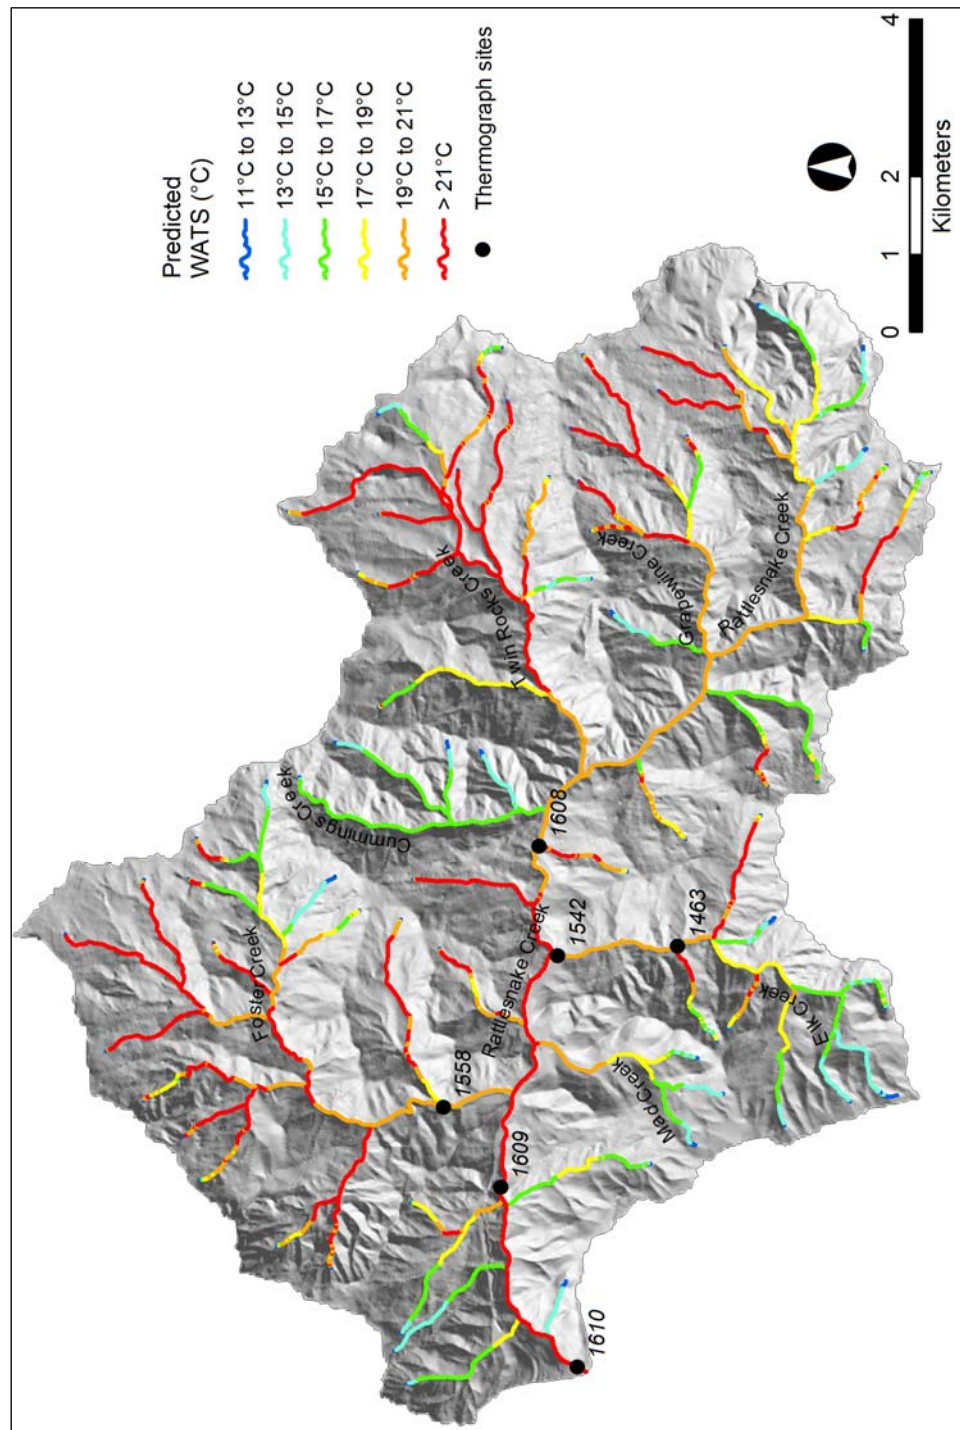 Predicted
WATS (°C)
11°C to 13°C
13°C to 15°C
15°C to 17°C
17°C to 19°C
19°C to 21°C
> 21°C
Thermograph sites
0 1 2 4
Kilometers
Foster Creek
Cummings Creek
Twin Rocks Creek
Grapewine Creek
Rattlesnake Creek
Rattlesnake Creek
Mad Creek
Elk Creek
1610
1609
1558
1542
1463
1608